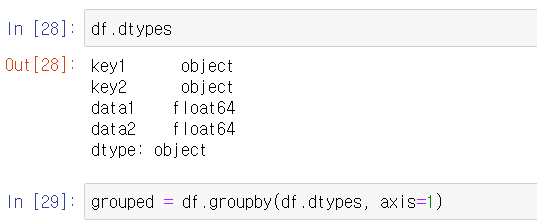 In [28]: df.dtypes
Out[28]: key1 object
key2 object
data1 float64
data2 float64
dtype: object
In [29]: grouped = df.groupby(df.dtypes, axis=1)